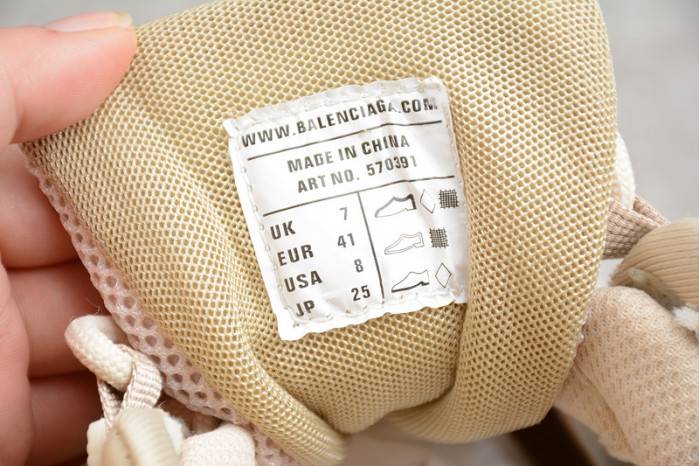 WWW.BALENCIAGA.COM
MADE IN CHINA
ART NO. 570391
UK 7
EUR 41
USA 8
JP 25